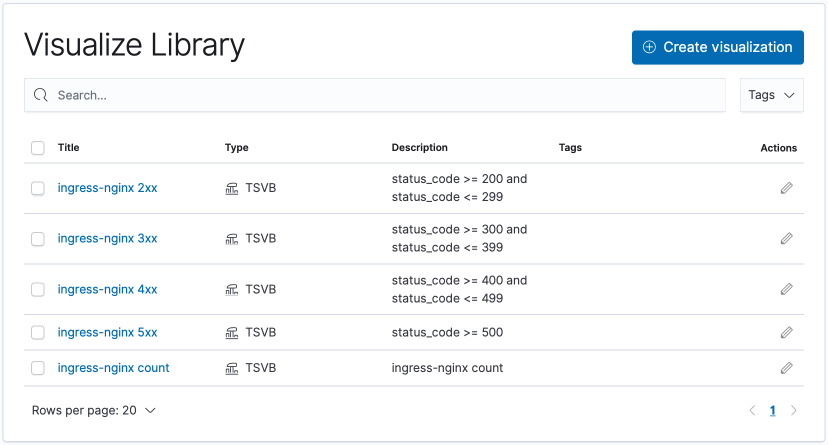 Visualize Library
Create visualization
Search...
Tags
Title Type Description Tags Actions
ingress-nginx 2xx TSVB status_code >= 200 and
status_code <= 299
ingress-nginx 3xx TSVB status_code >= 300 and
status_code <= 399
ingress-nginx 4xx TSVB status_code >= 400 and
status_code <= 499
ingress-nginx 5xx TSVB status_code >= 500
ingress-nginx count TSVB ingress-nginx count
Rows per page: 20
1